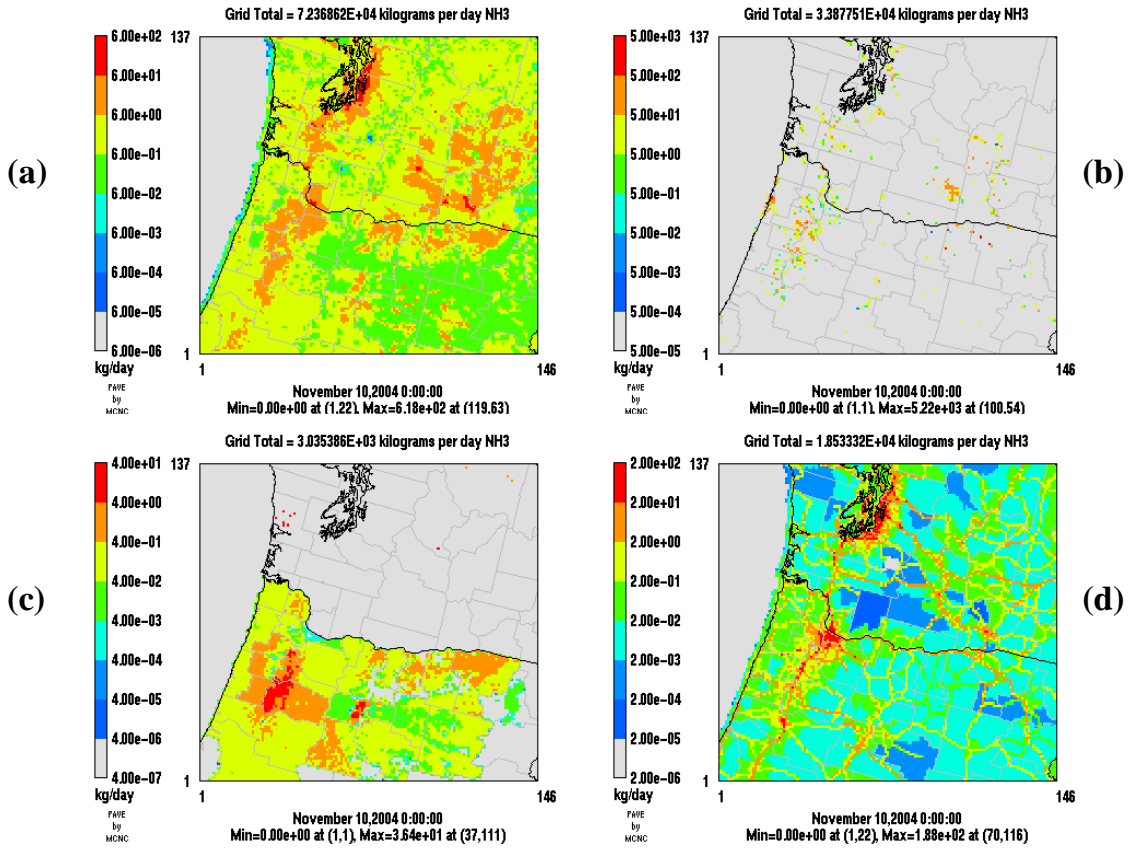 Grid Total = 7.236862E+04 kilograms per day NH3
(a)
6.00e+02
6.00e+01
6.00e+00
6.00e-01
6.00e-02
6.00e-03
6.00e-04
6.00e-05
6.00e-06
kg/day
PAVE
by
MCNC
137
1
1
146
November 10,2004 0:00:00
Min=0.00e+00 at (1,22), Max=6.18e+02 at (119,63)
Grid Total = 3.387751E+04 kilograms per day NH3
(b)
5.00e+03
5.00e+02
5.00e+01
5.00e+00
5.00e-01
5.00e-02
5.00e-03
5.00e-04
5.00e-05
kg/day
PAVE
by
MCNC
137
1
1
146
November 10,2004 0:00:00
Min=0.00e+00 at (1,1), Max=5.22e+03 at (100,54)
Grid Total = 3.035386E+03 kilograms per day NH3
(c)
4.00e+01
4.00e+00
4.00e-01
4.00e-02
4.00e-03
4.00e-04
4.00e-05
4.00e-06
4.00e-07
kg/day
PAVE
by
MCNC
137
1
1
146
November 10,2004 0:00:00
Min=0.00e+00 at (1,1), Max=3.64e+01 at (37,111)
Grid Total = 1.853332E+04 kilograms per day NH3
(d)
2.00e+02
2.00e+01
2.00e+00
2.00e-01
2.00e-02
2.00e-03
2.00e-04
2.00e-05
2.00e-06
kg/day
PAVE
by
MCNC
137
1
1
146
November 10,2004 0:00:00
Min=0.00e+00 at (1,22), Max=1.88e+02 at (70,116)